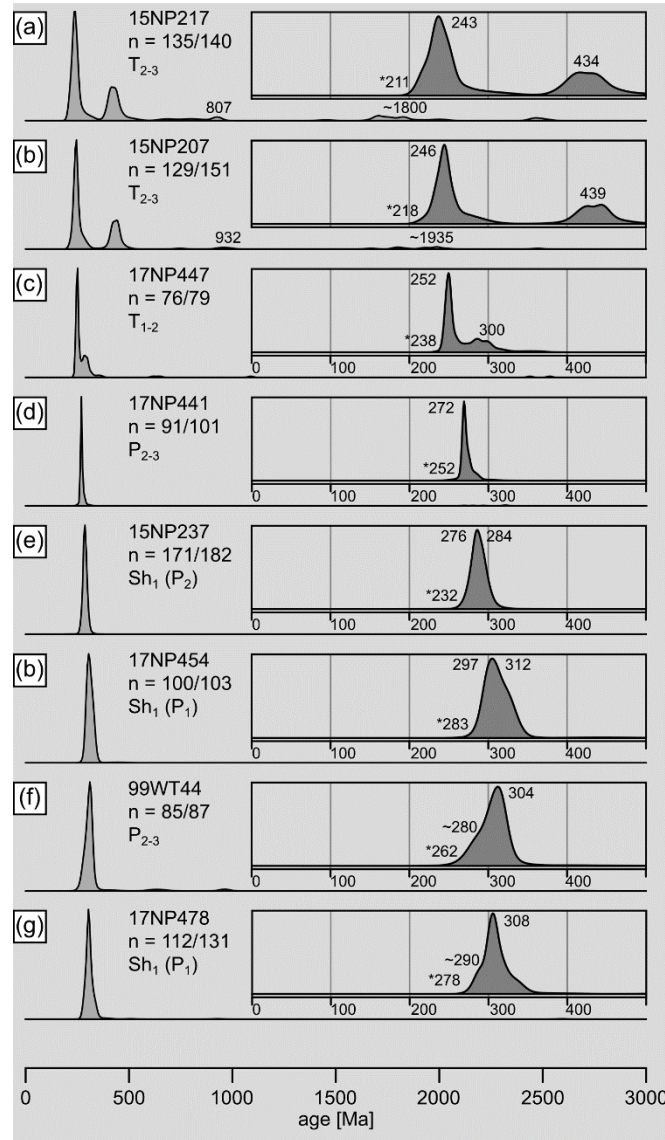 (a)
15NP217
n = 135/140
T2-3
243
434
*211
807
~1800
(b)
15NP207
n = 129/151
T2-3
246
439
*218
932
~1935
(c)
17NP447
n = 76/79
T1-2
252
300
*238
0 100 200 300 400
(d)
17NP441
n = 91/101
P2-3
272
*252
0 100 200 300 400
(e)
15NP237
n = 171/182
Sh1 (P2)
276 284
*232
0 100 200 300 400
(b)
17NP454
n = 100/103
Sh1 (P1)
297 312
*283
0 100 200 300 400
(f)
99WT44
n = 85/87
P2-3
304
~280
*262
0 100 200 300 400
(g)
17NP478
n = 112/131
Sh1 (P1)
308
~290
*278
0 100 200 300 400
0 500 1000 1500 2000 2500 3000
age [Ma]